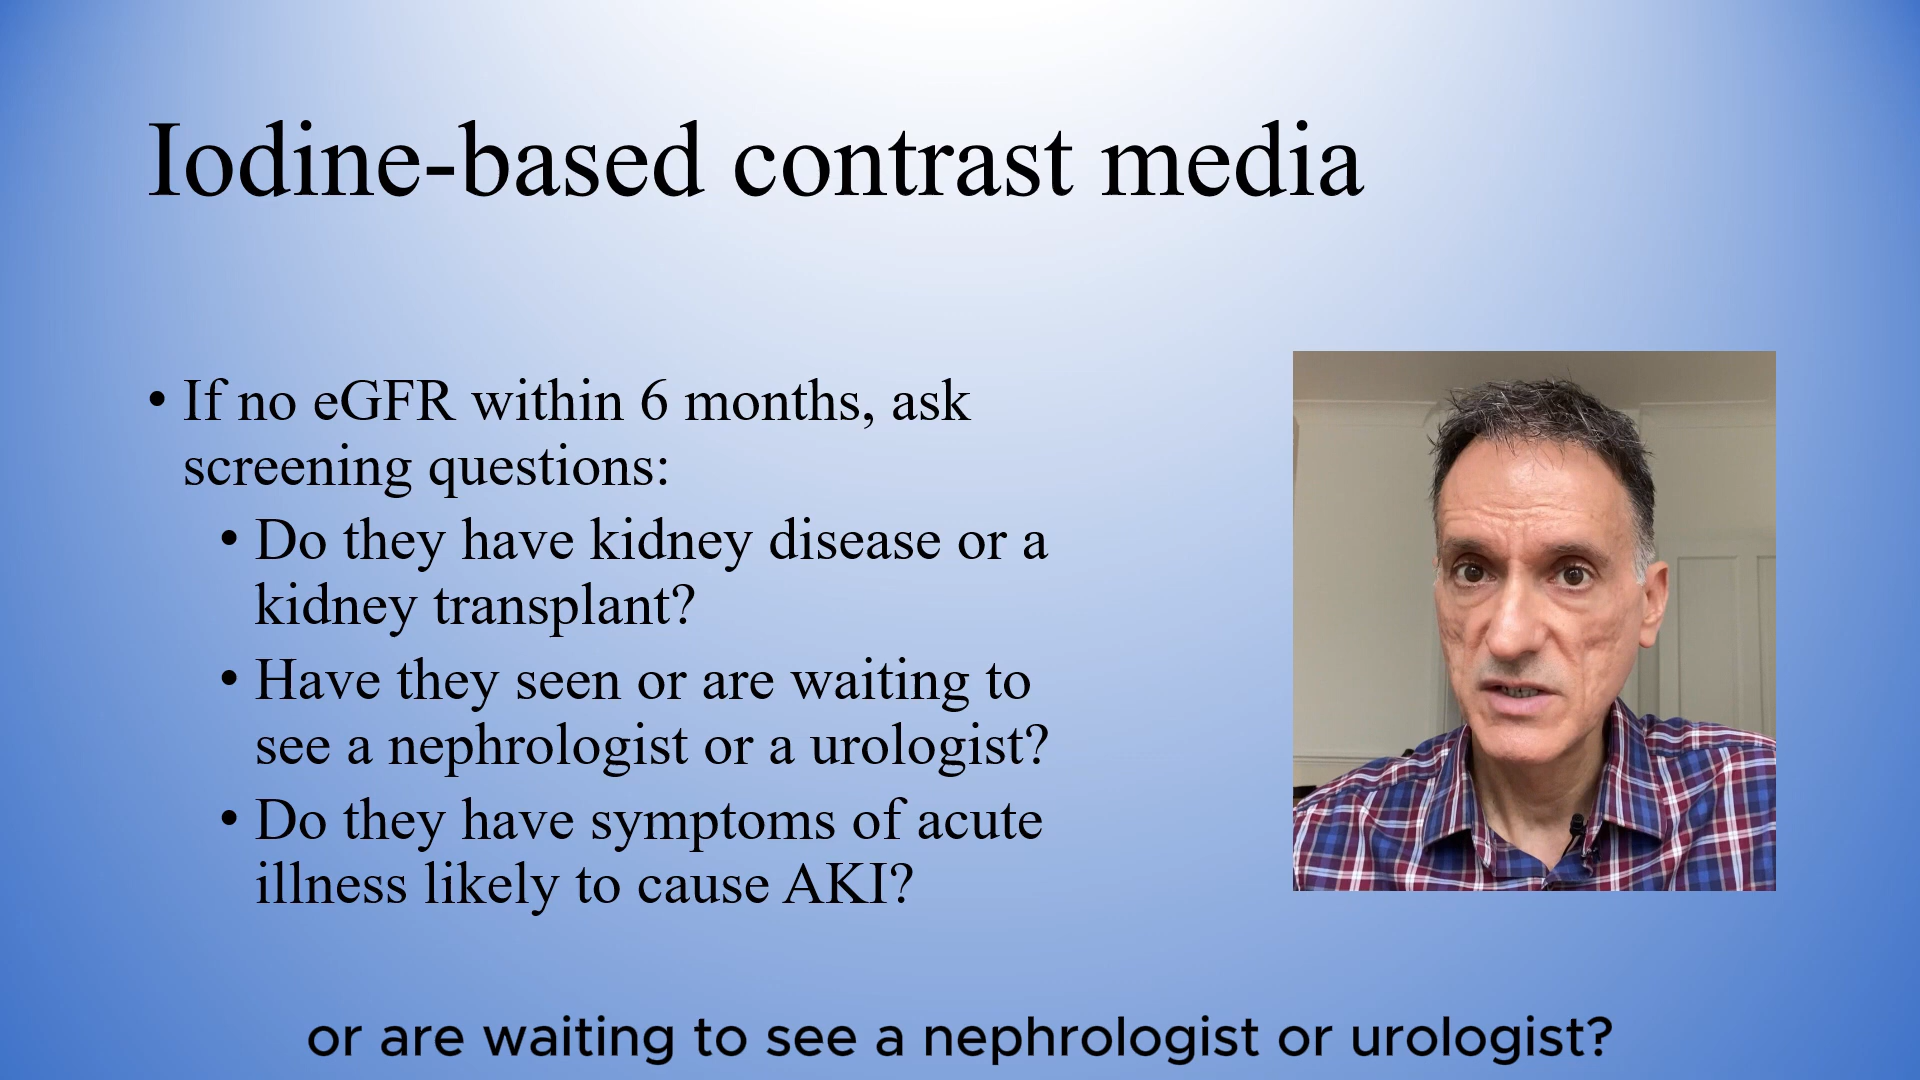 Iodine-based contrast media
• If no eGFR within 6 months, ask
screening questions:
• Do they have kidney disease or a
kidney transplant?
• Have they seen or are waiting to
see a nephrologist or a urologist?
• Do they have symptoms of acute
illness likely to cause AKI?
or are waiting to see a nephrologist or urologist?